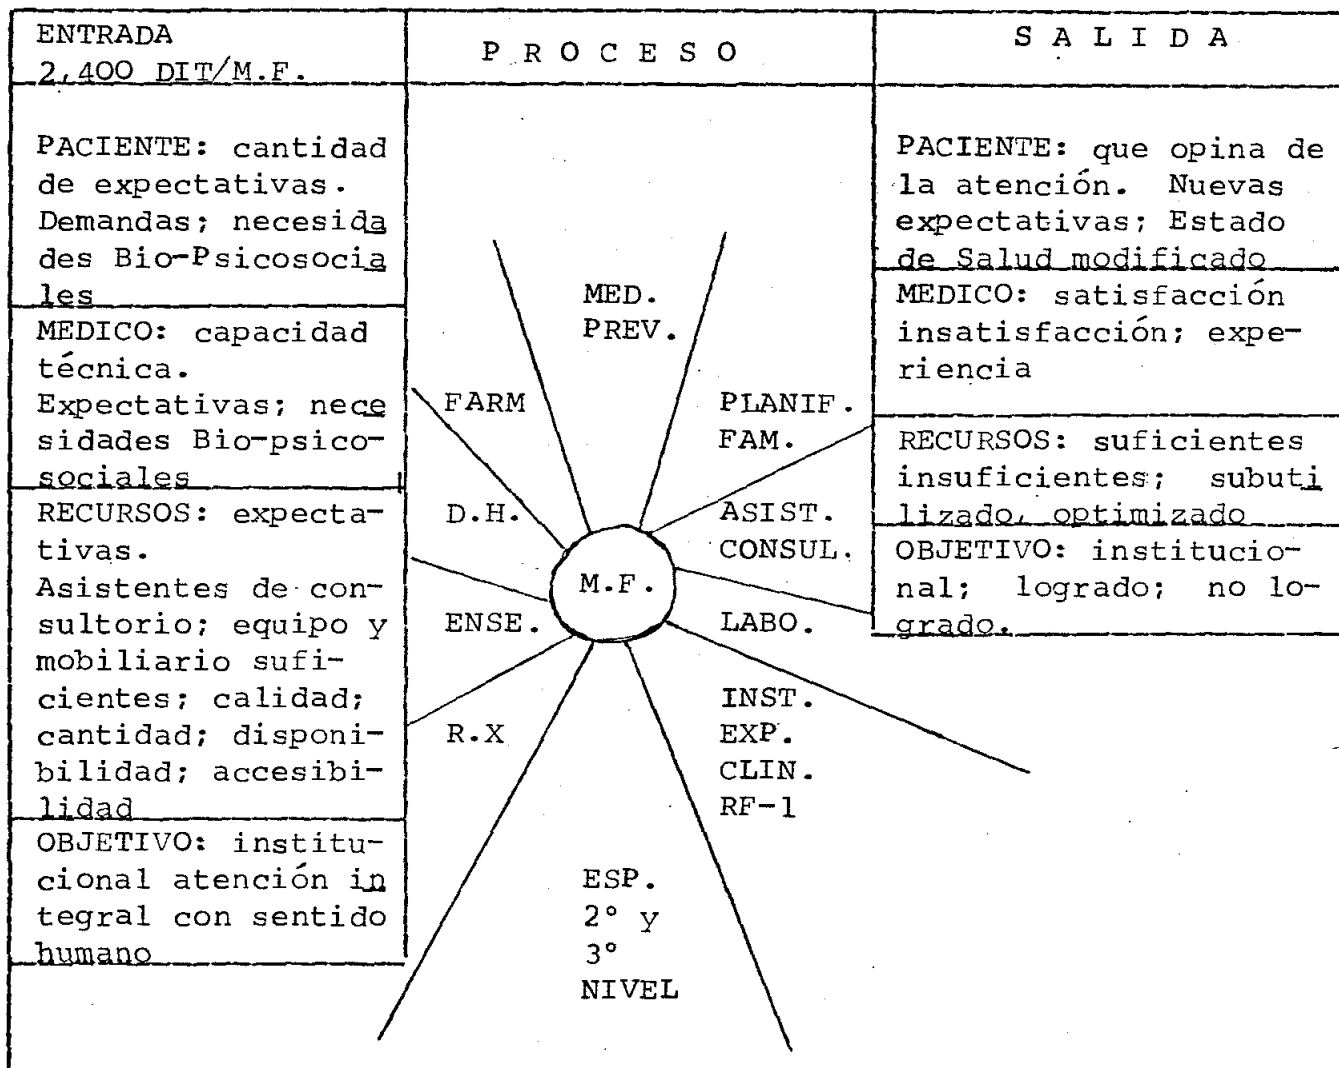 ENTRADA
2,400 DIT/M.F.
PACIENTE: cantidad
de expectativas.
Demandas; necesida
des Bio-Psicosocia
les
MEDICO: capacidad
técnica.
Expectativas; nece
sidades Bio-psico-
sociales
RECURSOS: expecta-
tivas.
Asistentes de con-
sultorio; equipo y
mobiliario sufi-
cientes; calidad;
cantidad; disponi-
bilidad; accesibi-
lidad
OBJETIVO: institu-
cional atención in
tegral con sentido
humano
P R O C E S O
MED.
PREV.
FARM
PLANIF.
FAM.
D.H.
ASIST.
CONSUL.
M.F.
ENSE.
LABO.
R.X
INST.
EXP.
CLIN.
RF-1
ESP.
2° y
3°
NIVEL
S A L I D A
PACIENTE: que opina de
la atención. Nuevas
expectativas; Estado
de Salud modificado
MEDICO: satisfacción
insatisfacción; expe-
riencia
RECURSOS: suficientes
insuficientes; subuti
lizado, optimizado
OBJETIVO: institucio-
nal; logrado; no lo-
grado.